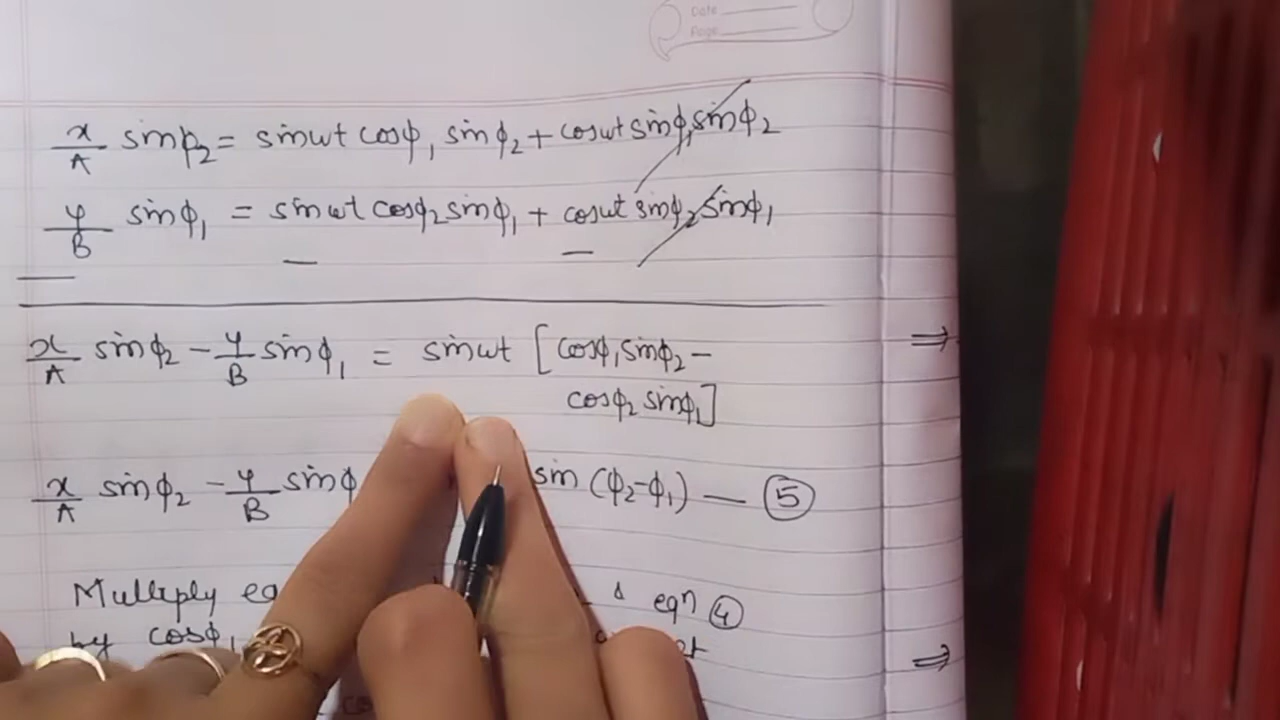 Date
Page
x/A sinφ₂ = sinωt cosφ₁ sinφ₂ + cosωt sinφ₁ sinφ₂
y/B sinφ₁ = sinωt cosφ₂ sinφ₁ + cosωt sinφ₂ sinφ₁
— — —
x/A sinφ₂ - y/B sinφ₁ = sinωt [cosφ₁ sinφ₂ - ⇒
cosφ₂ sinφ₁]
x/A sinφ₂ - y/B sinφ sin (φ₂-φ₁) — ⑤
Multiply eq & eqn ④
by cosφ₁ ⇒